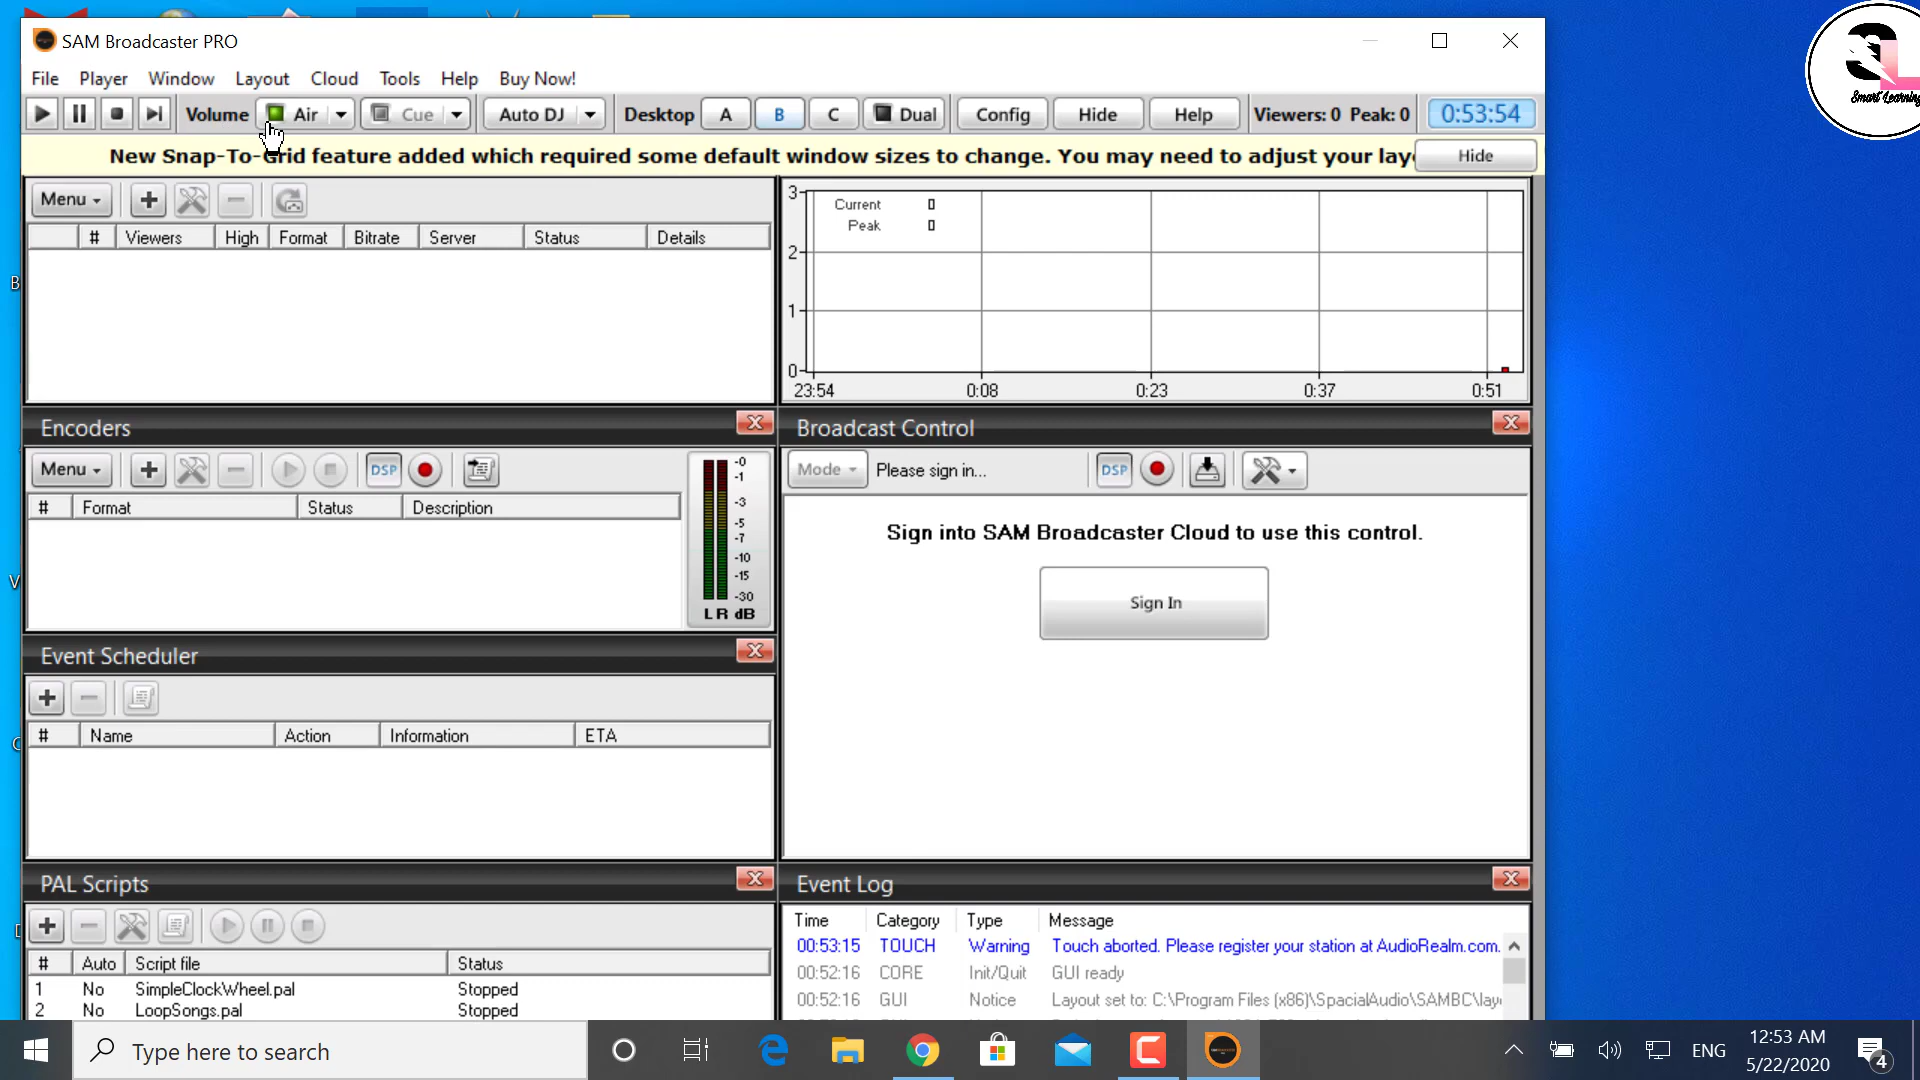 SAM Broadcaster PRO
File Player Window Layout Cloud Tools Help Buy Now!
Volume Air Cue Auto DJ Desktop A B C Dual Config Hide Help Viewers: 0 Peak: 0 0:53:54
New Snap-To-Grid feature added which required some default window sizes to change. You may need to adjust your layo Hide
Menu
# Viewers High Format Bitrate Server Status Details
3
Current 0
Peak 0
2
1
0
23:54 0:08 0:23 0:37 0:51
Encoders
Menu DSP
# Format Status Description
-0
-1
-3
-5
-7
-10
-15
-30
L R dB
Broadcast Control
Mode Please sign in... DSP
Sign into SAM Broadcaster Cloud to use this control.
Sign In
Event Scheduler
# Name Action Information ETA
PAL Scripts
# Auto Script file Status
1 No SimpleClockWheel.pal Stopped
2 No LoopSongs.pal Stopped
Event Log
Time Category Type Message
00:53:15 TOUCH Warning Touch aborted. Please register your station at AudioRealm.com.
00:52:16 CORE Init/Quit GUI ready
00:52:16 GUI Notice Layout set to: C:\Program Files (x86)\SpacialAudio\SAMBC\lay
Type here to search
ENG
12:53 AM
5/22/2020
4
3L
Smart Learning